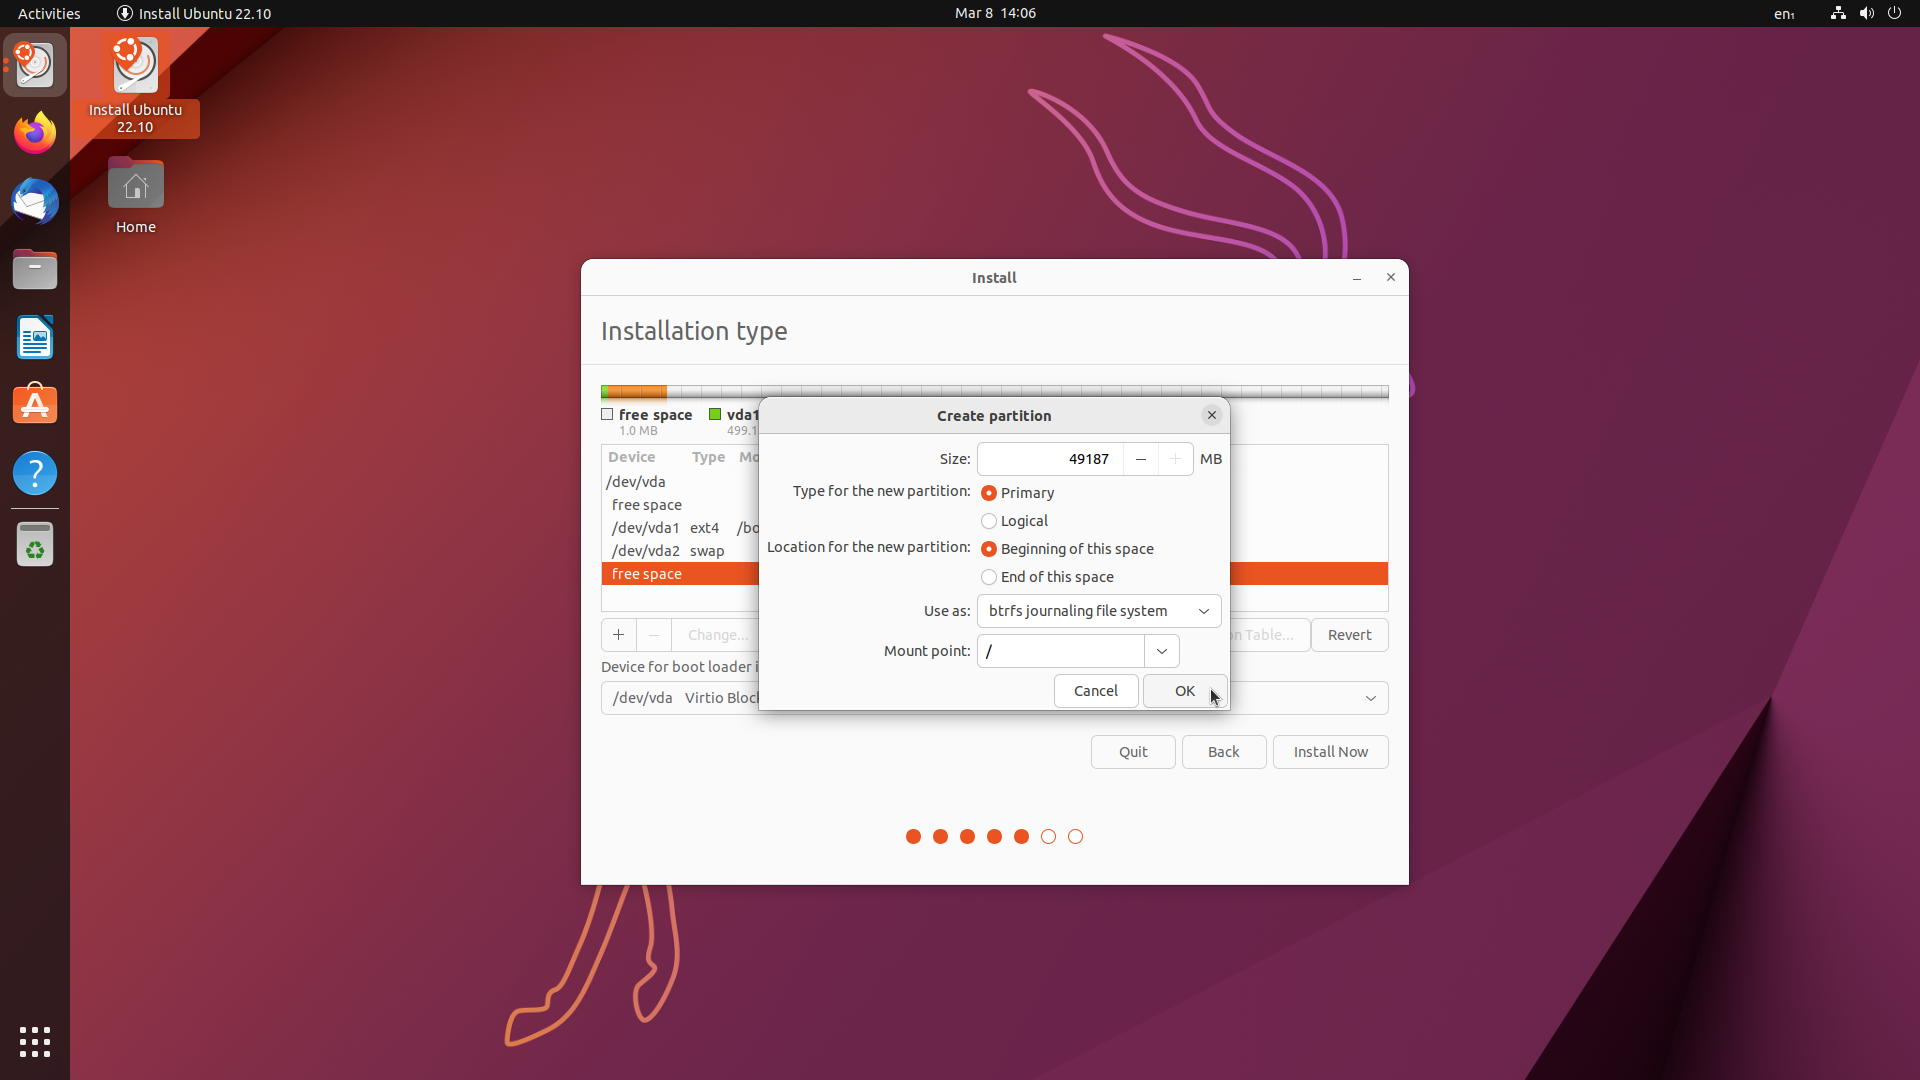 Activities
Install Ubuntu 22.10
Mar 8 14:06
en₁
Install Ubuntu
22.10
Home
Install
Installation type
free space
1.0 MB
vda1
499.1
Device Type Mo
/dev/vda
free space
/dev/vda1 ext4 /bo
/dev/vda2 swap
free space
+ − Change...
n Table...
Revert
Device for boot loader i
/dev/vda Virtio Block
Quit
Back
Install Now
Create partition
Size: 49187 − + MB
Type for the new partition: Primary
Logical
Location for the new partition: Beginning of this space
End of this space
Use as: btrfs journaling file system
Mount point: /
Cancel
OK